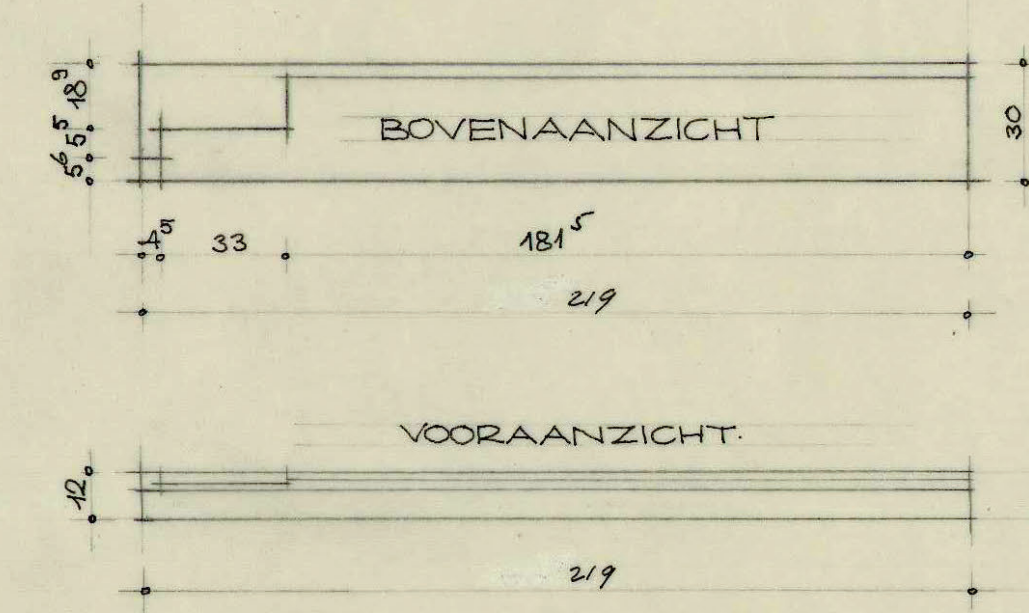 18⁹
5⁵
5⁶
BOVENAANZICHT
30
4⁵ 33 181⁵
219
VOORAANZICHT.
12
219